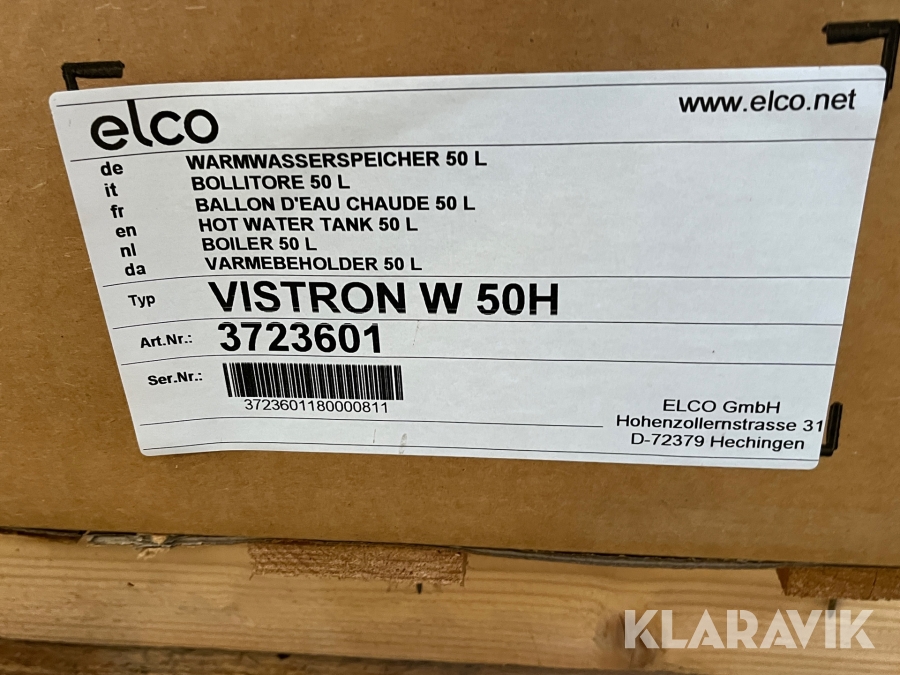 elco
www.elco.net
de WARMWASSERSPEICHER 50 L
it BOLLITORE 50 L
fr BALLON D'EAU CHAUDE 50 L
en HOT WATER TANK 50 L
nl BOILER 50 L
da VARMEBEHOLDER 50 L
Typ VISTRON W 50H
Art.Nr.: 3723601
Ser.Nr.:
3723601180000811
ELCO GmbH
Hohenzollernstrasse 31
D-72379 Hechingen
KLARAVIK